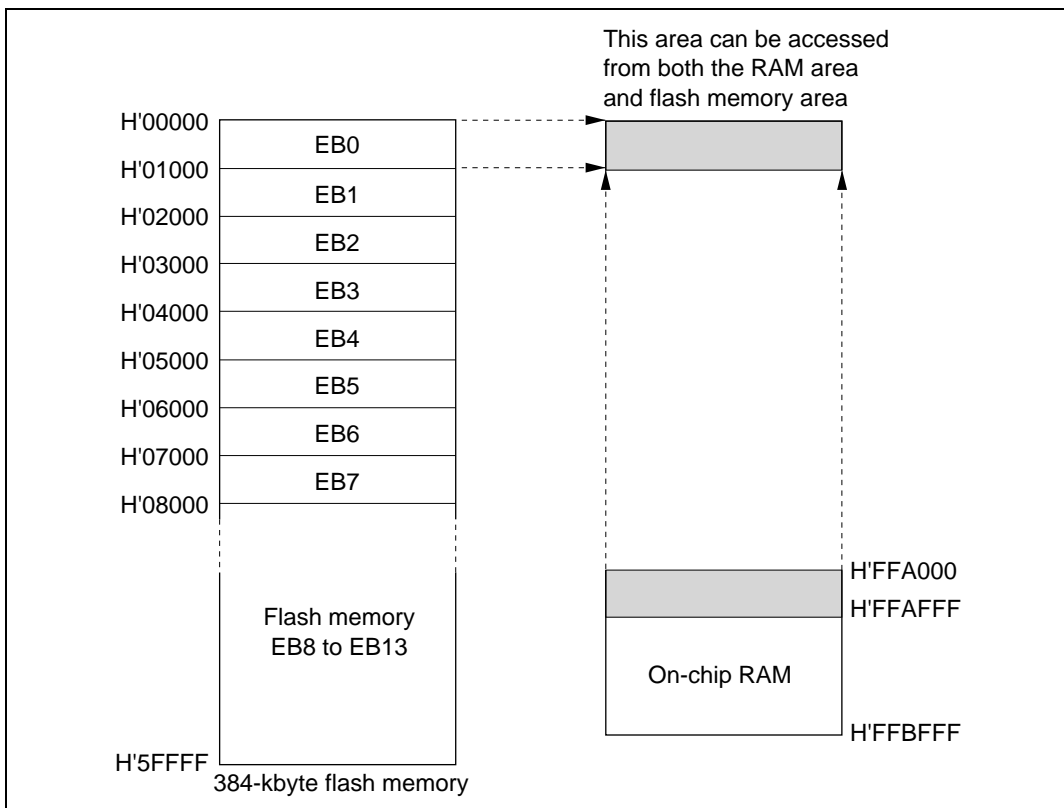 This area can be accessed
from both the RAM area
and flash memory area
H'00000
EB0
H'01000
EB1
H'02000
EB2
H'03000
EB3
H'04000
EB4
H'05000
EB5
H'06000
EB6
H'07000
EB7
H'08000
H'FFA000
H'FFAFFF
Flash memory
EB8 to EB13
On-chip RAM
H'FFBFFF
H'5FFFF
384-kbyte flash memory